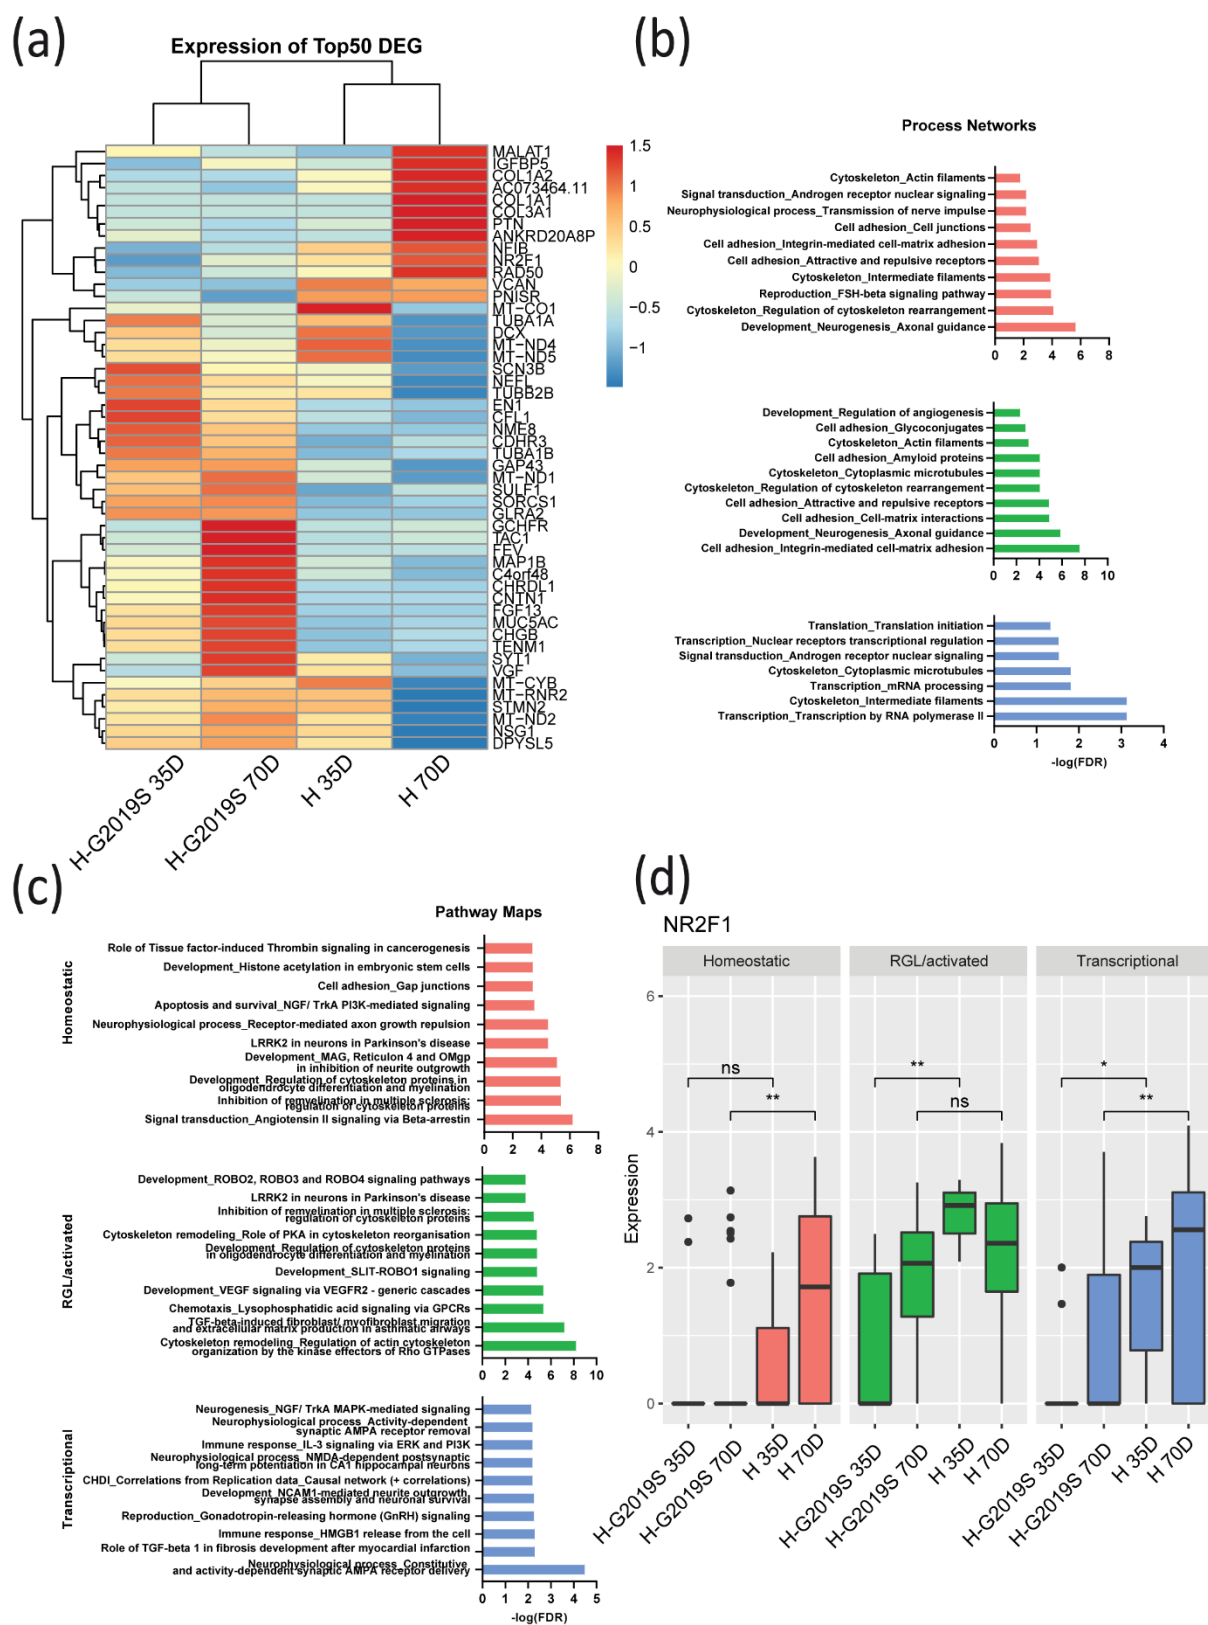 (a)
Expression of Top50 DEG
MALAT1
IGFBP5
COL1A2
AC073464.11
COL1A1
COL3A1
PTN
ANKRD20A8P
NFIB
NR2F1
RAD50
VCAN
PNISR
MT-CO1
TUBA1A
DCX
MT-ND4
MT-ND5
SCN3B
NEFL
TUBB2B
EN1
CFL1
NME8
CDHR3
TUBA1B
GAP43
MT-ND1
SULF1
SORCS1
GLRA2
GCHFR
TAC1
FEV
MAP1B
C4orf48
CHRDL1
CNTN1
FGF13
MUC5AC
CHGB
TENM1
SYT1
VGF
MT-CYB
MT-RNR2
STMN2
MT-ND2
NSG1
DPYSL5
1.5
1
0.5
0
−0.5
−1
H-G2019S 35D
H-G2019S 70D
H 35D
H 70D
(b)
Process Networks
Cytoskeleton_Actin filaments
Signal transduction_Androgen receptor nuclear signaling
Neurophysiological process_Transmission of nerve impulse
Cell adhesion_Cell junctions
Cell adhesion_Integrin-mediated cell-matrix adhesion
Cell adhesion_Attractive and repulsive receptors
Cytoskeleton_Intermediate filaments
Reproduction_FSH-beta signaling pathway
Cytoskeleton_Regulation of cytoskeleton rearrangement
Development_Neurogenesis_Axonal guidance
0 2 4 6 8
Development_Regulation of angiogenesis
Cell adhesion_Glycoconjugates
Cytoskeleton_Actin filaments
Cell adhesion_Amyloid proteins
Cytoskeleton_Cytoplasmic microtubules
Cytoskeleton_Regulation of cytoskeleton rearrangement
Cell adhesion_Attractive and repulsive receptors
Cell adhesion_Cell-matrix interactions
Development_Neurogenesis_Axonal guidance
Cell adhesion_Integrin-mediated cell-matrix adhesion
0 2 4 6 8 10
Translation_Translation initiation
Transcription_Nuclear receptors transcriptional regulation
Signal transduction_Androgen receptor nuclear signaling
Cytoskeleton_Cytoplasmic microtubules
Transcription_mRNA processing
Cytoskeleton_Intermediate filaments
Transcription_Transcription by RNA polymerase II
0 1 2 3 4
-log(FDR)
(c)
Pathway Maps
Homeostatic
Role of Tissue factor-induced Thrombin signaling in cancerogenesis
Development_Histone acetylation in embryonic stem cells
Cell adhesion_Gap junctions
Apoptosis and survival_NGF/ TrkA PI3K-mediated signaling
Neurophysiological process_Receptor-mediated axon growth repulsion
LRRK2 in neurons in Parkinson's disease
Development_MAG, Reticulon 4 and OMgp
in inhibition of neurite outgrowth
Development_Regulation of cytoskeleton proteins in
oligodendrocyte differentiation and myelination
Inhibition of remyelination in multiple sclerosis:
regulation of cytoskeleton proteins
Signal transduction_Angiotensin II signaling via Beta-arrestin
0 2 4 6 8
RGL/activated
Development_ROBO2, ROBO3 and ROBO4 signaling pathways
LRRK2 in neurons in Parkinson's disease
Inhibition of remyelination in multiple sclerosis:
regulation of cytoskeleton proteins
Cytoskeleton remodeling_Role of PKA in cytoskeleton reorganisation
Development_Regulation of cytoskeleton proteins
in oligodendrocyte differentiation and myelination
Development_SLIT-ROBO1 signaling
Development_VEGF signaling via VEGFR2 - generic cascades
Chemotaxis_Lysophosphatidic acid signaling via GPCRs
TGF-beta-induced fibroblast/ myofibroblast migration
and extracellular matrix production in asthmatic airways
Cytoskeleton remodeling_Regulation of actin cytoskeleton
organization by the kinase effectors of Rho GTPases
0 2 4 6 8 10
Transcriptional
Neurogenesis_NGF/ TrkA MAPK-mediated signaling
Neurophysiological process_Activity-dependent
synaptic AMPA receptor removal
Immune response_IL-3 signaling via ERK and PI3K
Neurophysiological process_NMDA-dependent postsynaptic
long-term potentiation in CA1 hippocampal neurons
CHDI_Correlations from Replication data_Causal network (+ correlations)
Development_NCAM1-mediated neurite outgrowth,
synapse assembly and neuronal survival
Reproduction_Gonadotropin-releasing hormone (GnRH) signaling
Immune response_HMGB1 release from the cell
Role of TGF-beta 1 in fibrosis development after myocardial infarction
Neurophysiological process_Constitutive
and activity-dependent synaptic AMPA receptor delivery
0 1 2 3 4 5
-log(FDR)
(d)
NR2F1
Homeostatic RGL/activated Transcriptional
Expression
6
4
2
0
ns
**
**
ns
*
**
H-G2019S 35D
H-G2019S 70D
H 35D
H 70D
H-G2019S 35D
H-G2019S 70D
H 35D
H 70D
H-G2019S 35D
H-G2019S 70D
H 35D
H 70D